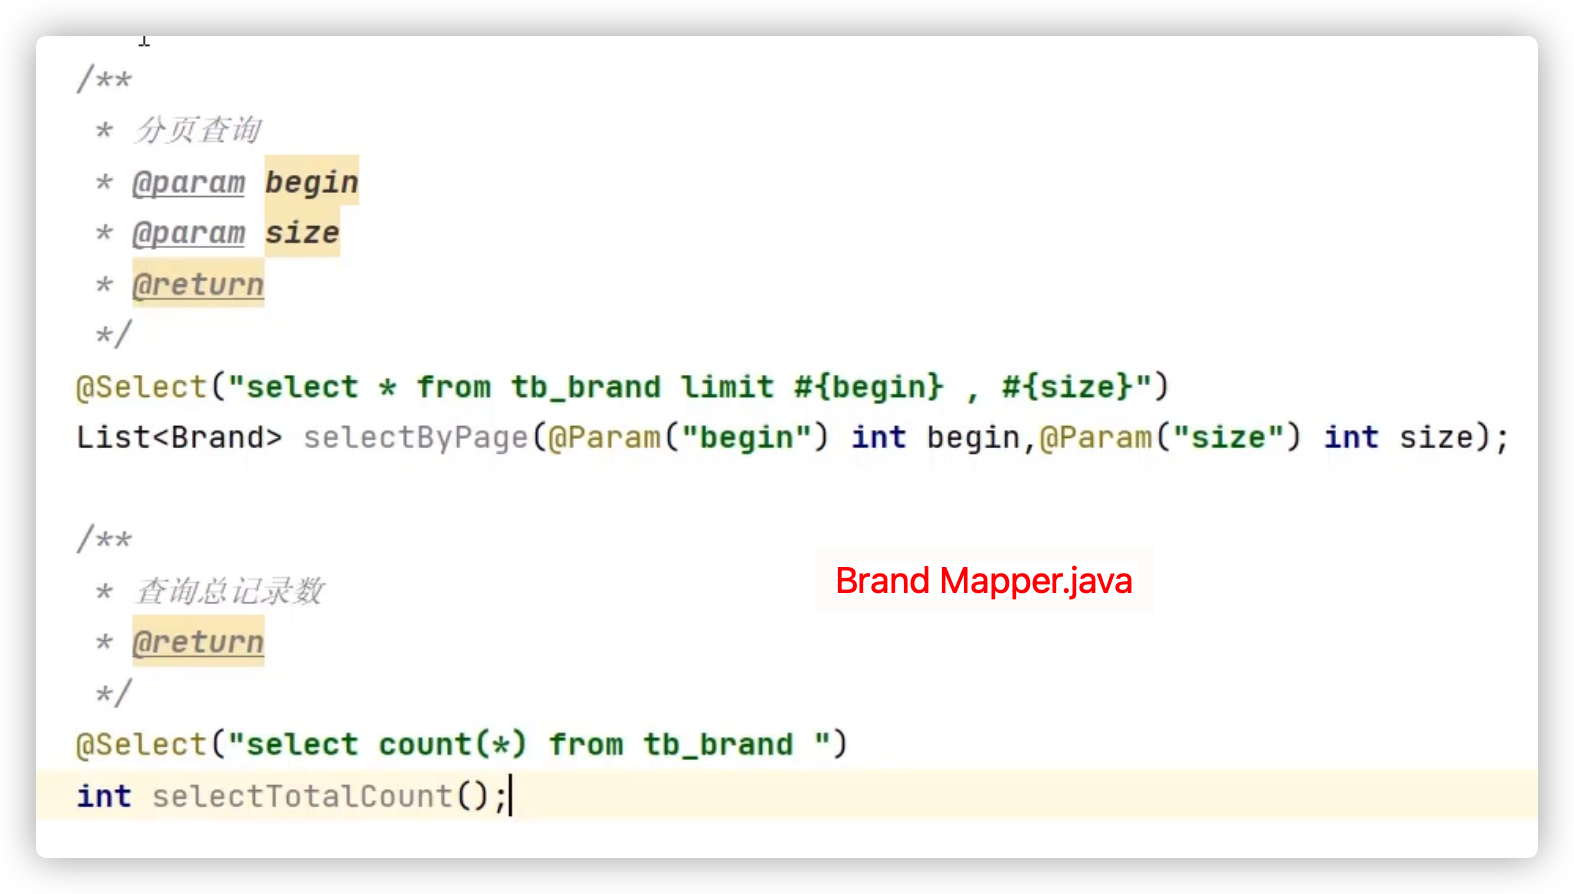 /**
* 分页查询
* @param begin
* @param size
* @return
*/
@Select("select * from tb_brand limit #{begin} , #{size}")
List<Brand> selectByPage(@Param("begin") int begin,@Param("size") int size);
/**
* 查询总记录数
* @return
*/
Brand Mapper.java
@Select("select count(*) from tb_brand ")
int selectTotalCount();